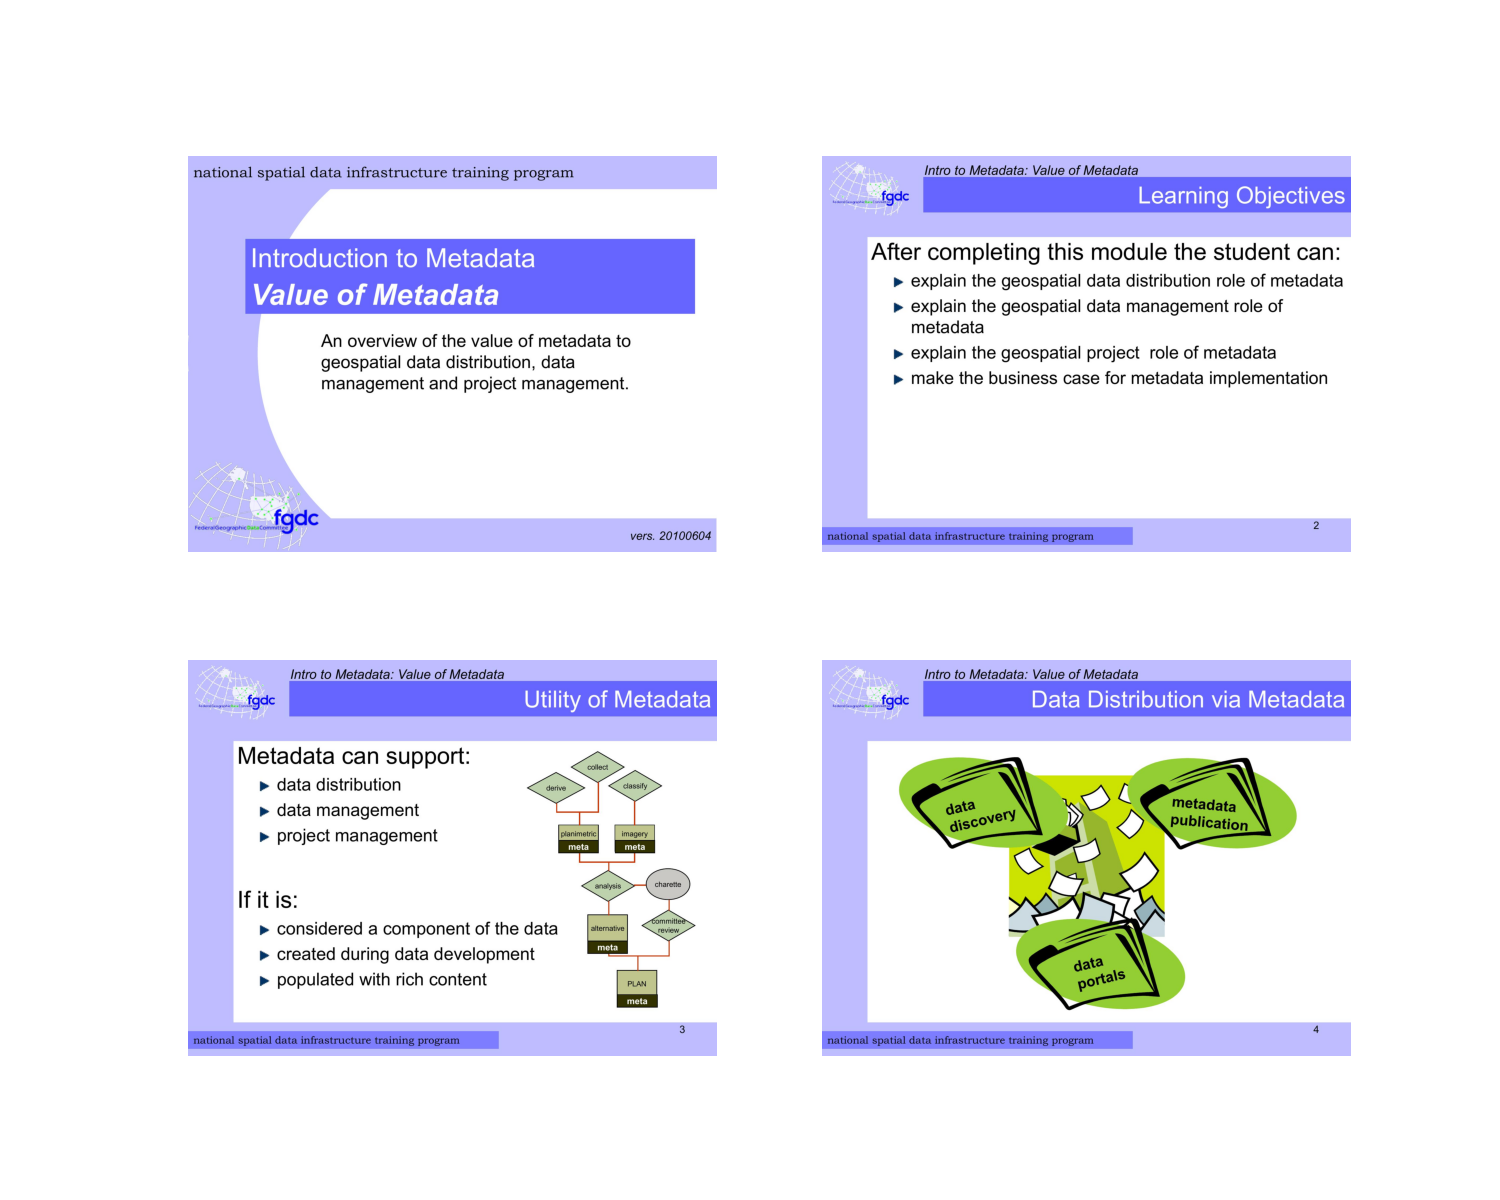 national spatial data infrastructure training program
Introduction to Metadata
Value of Metadata
An overview of the value of metadata to
geospatial data distribution, data
management and project management.
fgdc
FederalGeographicDataCommittee
vers. 20100604
Intro to Metadata: Value of Metadata
fgdc
Learning Objectives
After completing this module the student can:
explain the geospatial data distribution role of metadata
explain the geospatial data management role of
metadata
explain the geospatial project  role of metadata
make the business case for metadata implementation
2
national spatial data infrastructure training program
Intro to Metadata: Value of Metadata
fgdc
Utility of Metadata
Metadata can support:
data distribution
data management
project management
If it is:
considered a component of the data
created during data development
populated with rich content
collect
derive
classify
planimetric
meta
imagery
meta
analysis
charette
alternative
meta
committee
review
PLAN
meta
3
national spatial data infrastructure training program
Intro to Metadata: Value of Metadata
fgdc
Data Distribution via Metadata
data
discovery
metadata
publication
data
portals
4
national spatial data infrastructure training program